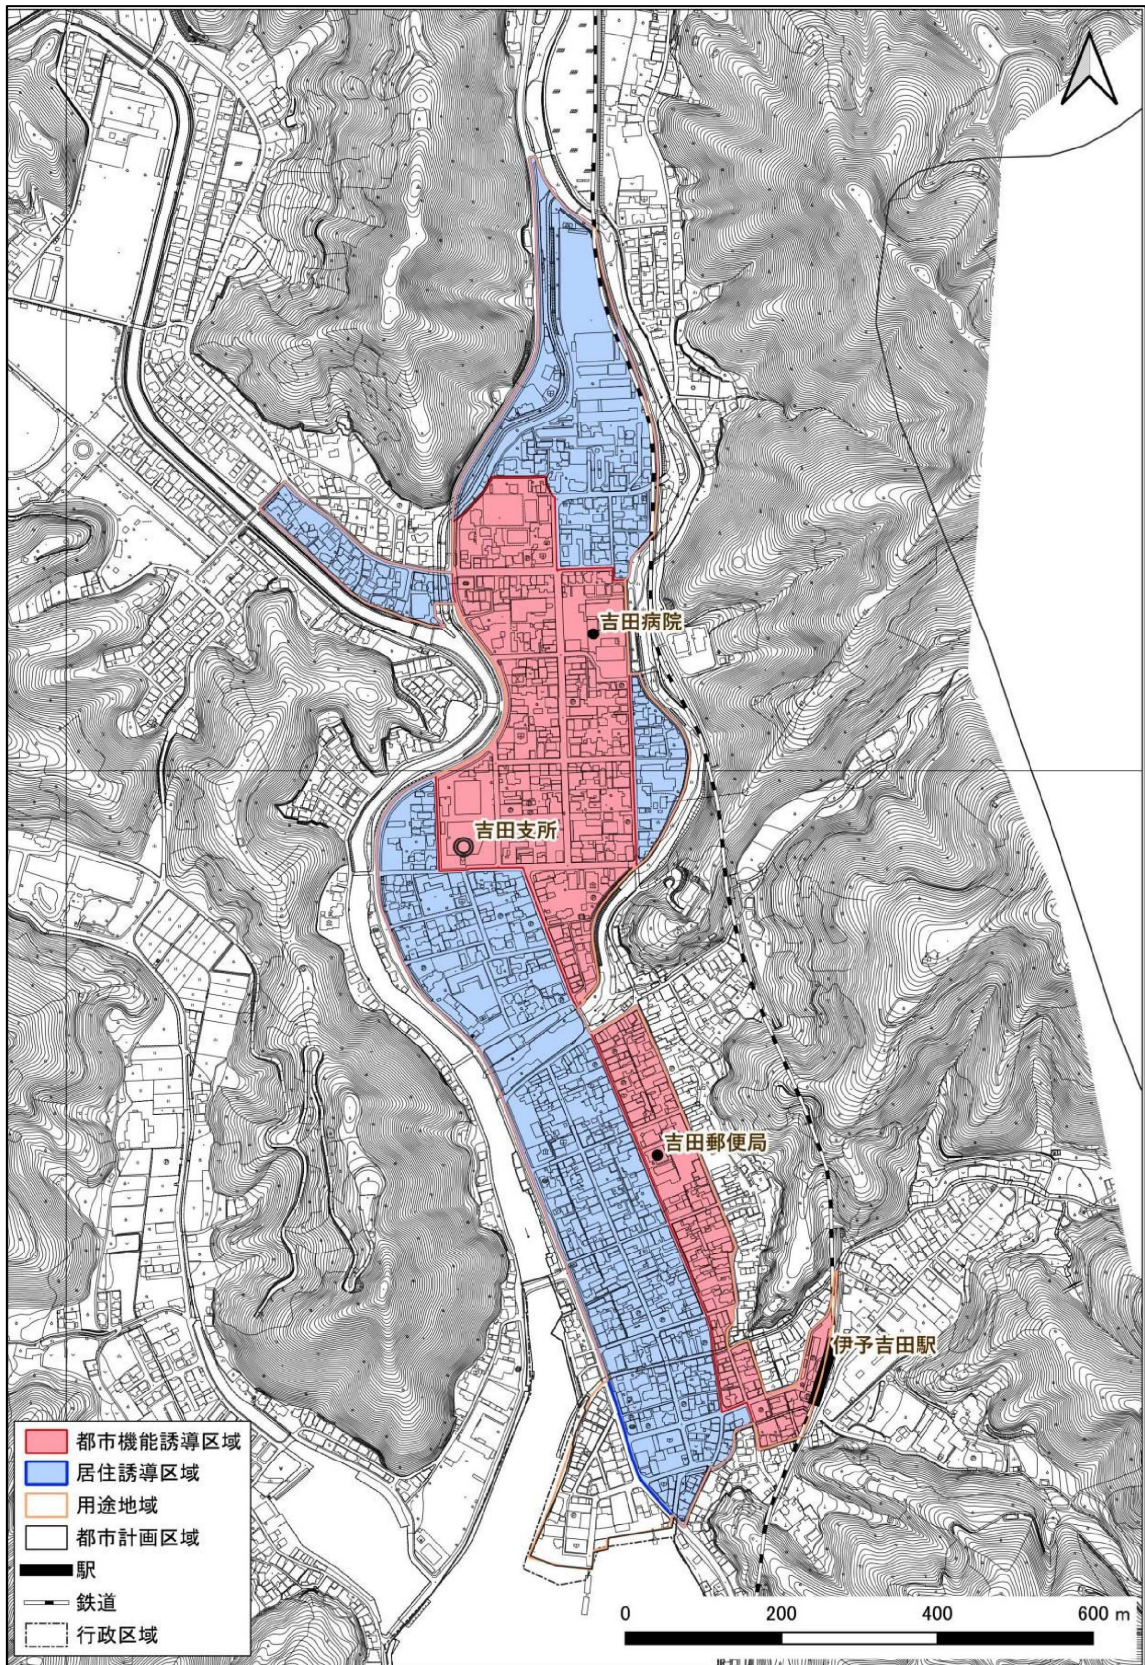 吉田病院
吉田支所
吉田郵便局
伊予吉田駅
都市機能誘導区域
居住誘導区域
用途地域
都市計画区域
駅
鉄道
行政区域
0 200 400 600 m